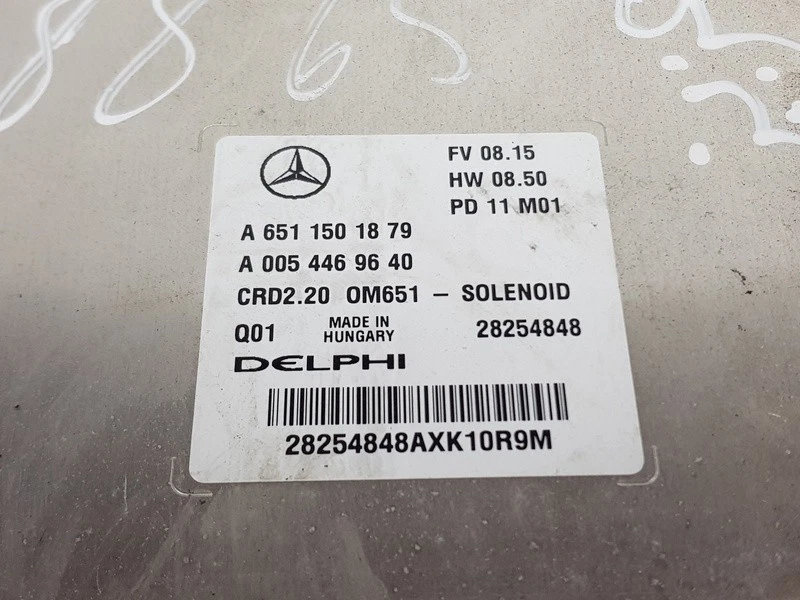 8865
FV 08.15
HW 08.50
PD 11 M01
A 651 150 18 79
A 005 446 96 40
CRD2.20 OM651 – SOLENOID
Q01 MADE IN HUNGARY 28254848
DELPHI
28254848AXK10R9M